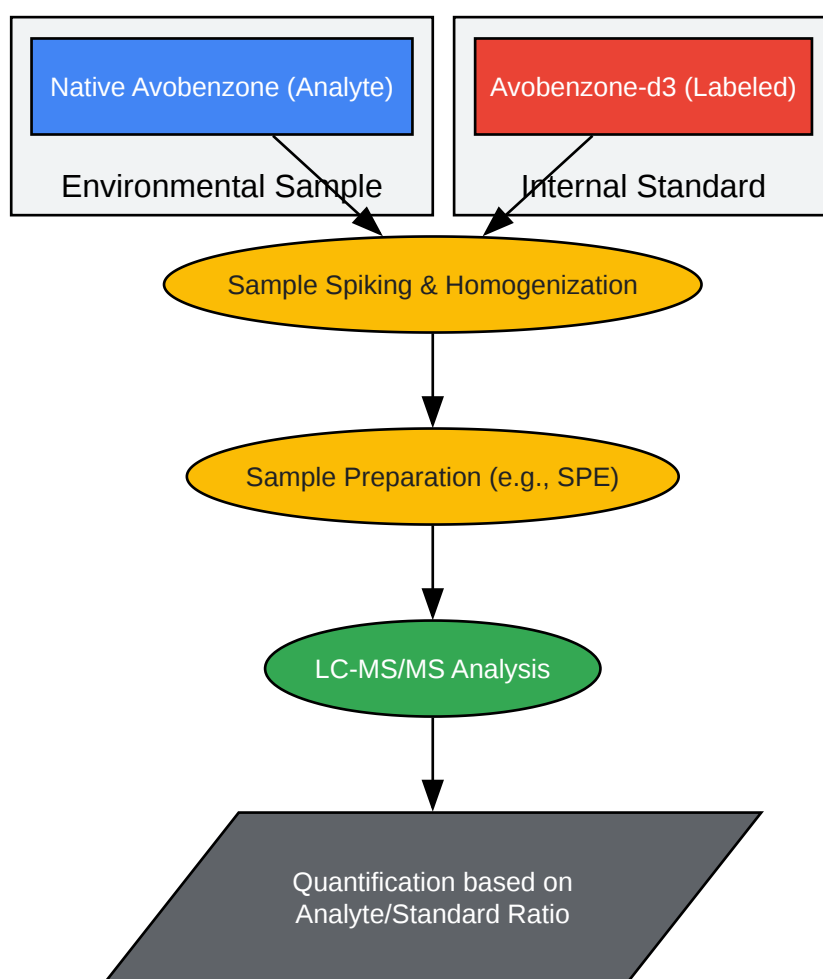 Native Avobenzone (Analyte)
Avobenzone-d3 (Labeled)
Environmental Sample
Internal Standard
Sample Spiking & Homogenization
Sample Preparation (e.g., SPE)
LC-MS/MS Analysis
Quantification based on
Analyte/Standard Ratio